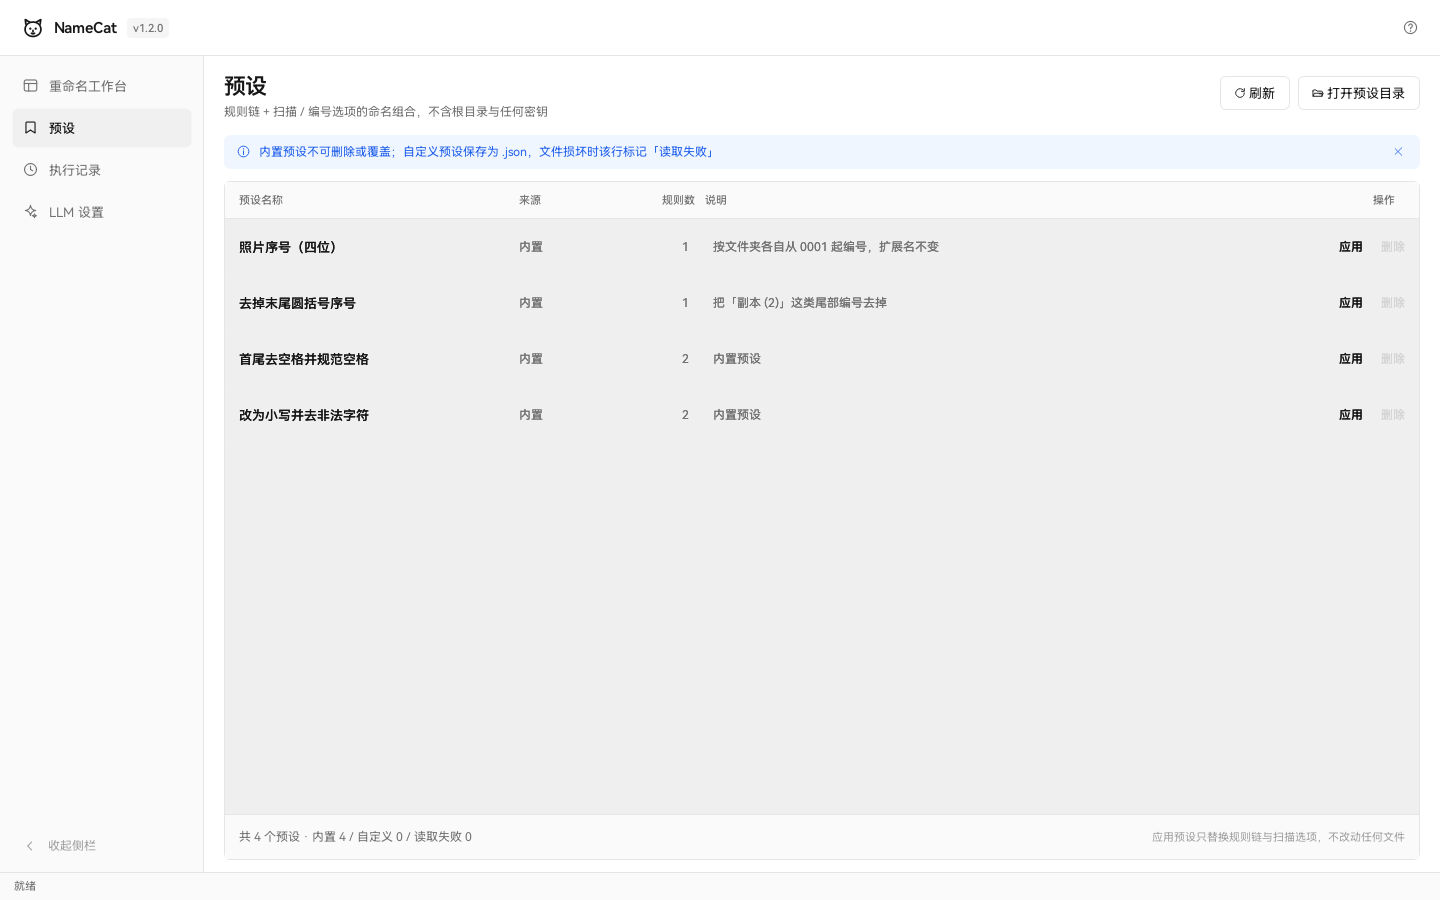 NameCat v1.2.0
重命名工作台
预设
执行记录
LLM 设置
收起侧栏
预设
规则链 + 扫描 / 编号选项的命名组合，不含根目录与任何密钥
刷新
打开预设目录
内置预设不可删除或覆盖；自定义预设保存为 .json，文件损坏时该行标记「读取失败」
预设名称 来源 规则数 说明 操作
照片序号（四位） 内置 1 按文件夹各自从 0001 起编号，扩展名不变 应用 删除
去掉末尾圆括号序号 内置 1 把「副本 (2)」这类尾部编号去掉 应用 删除
首尾去空格并规范空格 内置 2 内置预设 应用 删除
改为小写并去非法字符 内置 2 内置预设 应用 删除
共 4 个预设 · 内置 4 / 自定义 0 / 读取失败 0
应用预设只替换规则链与扫描选项，不改动任何文件
就绪